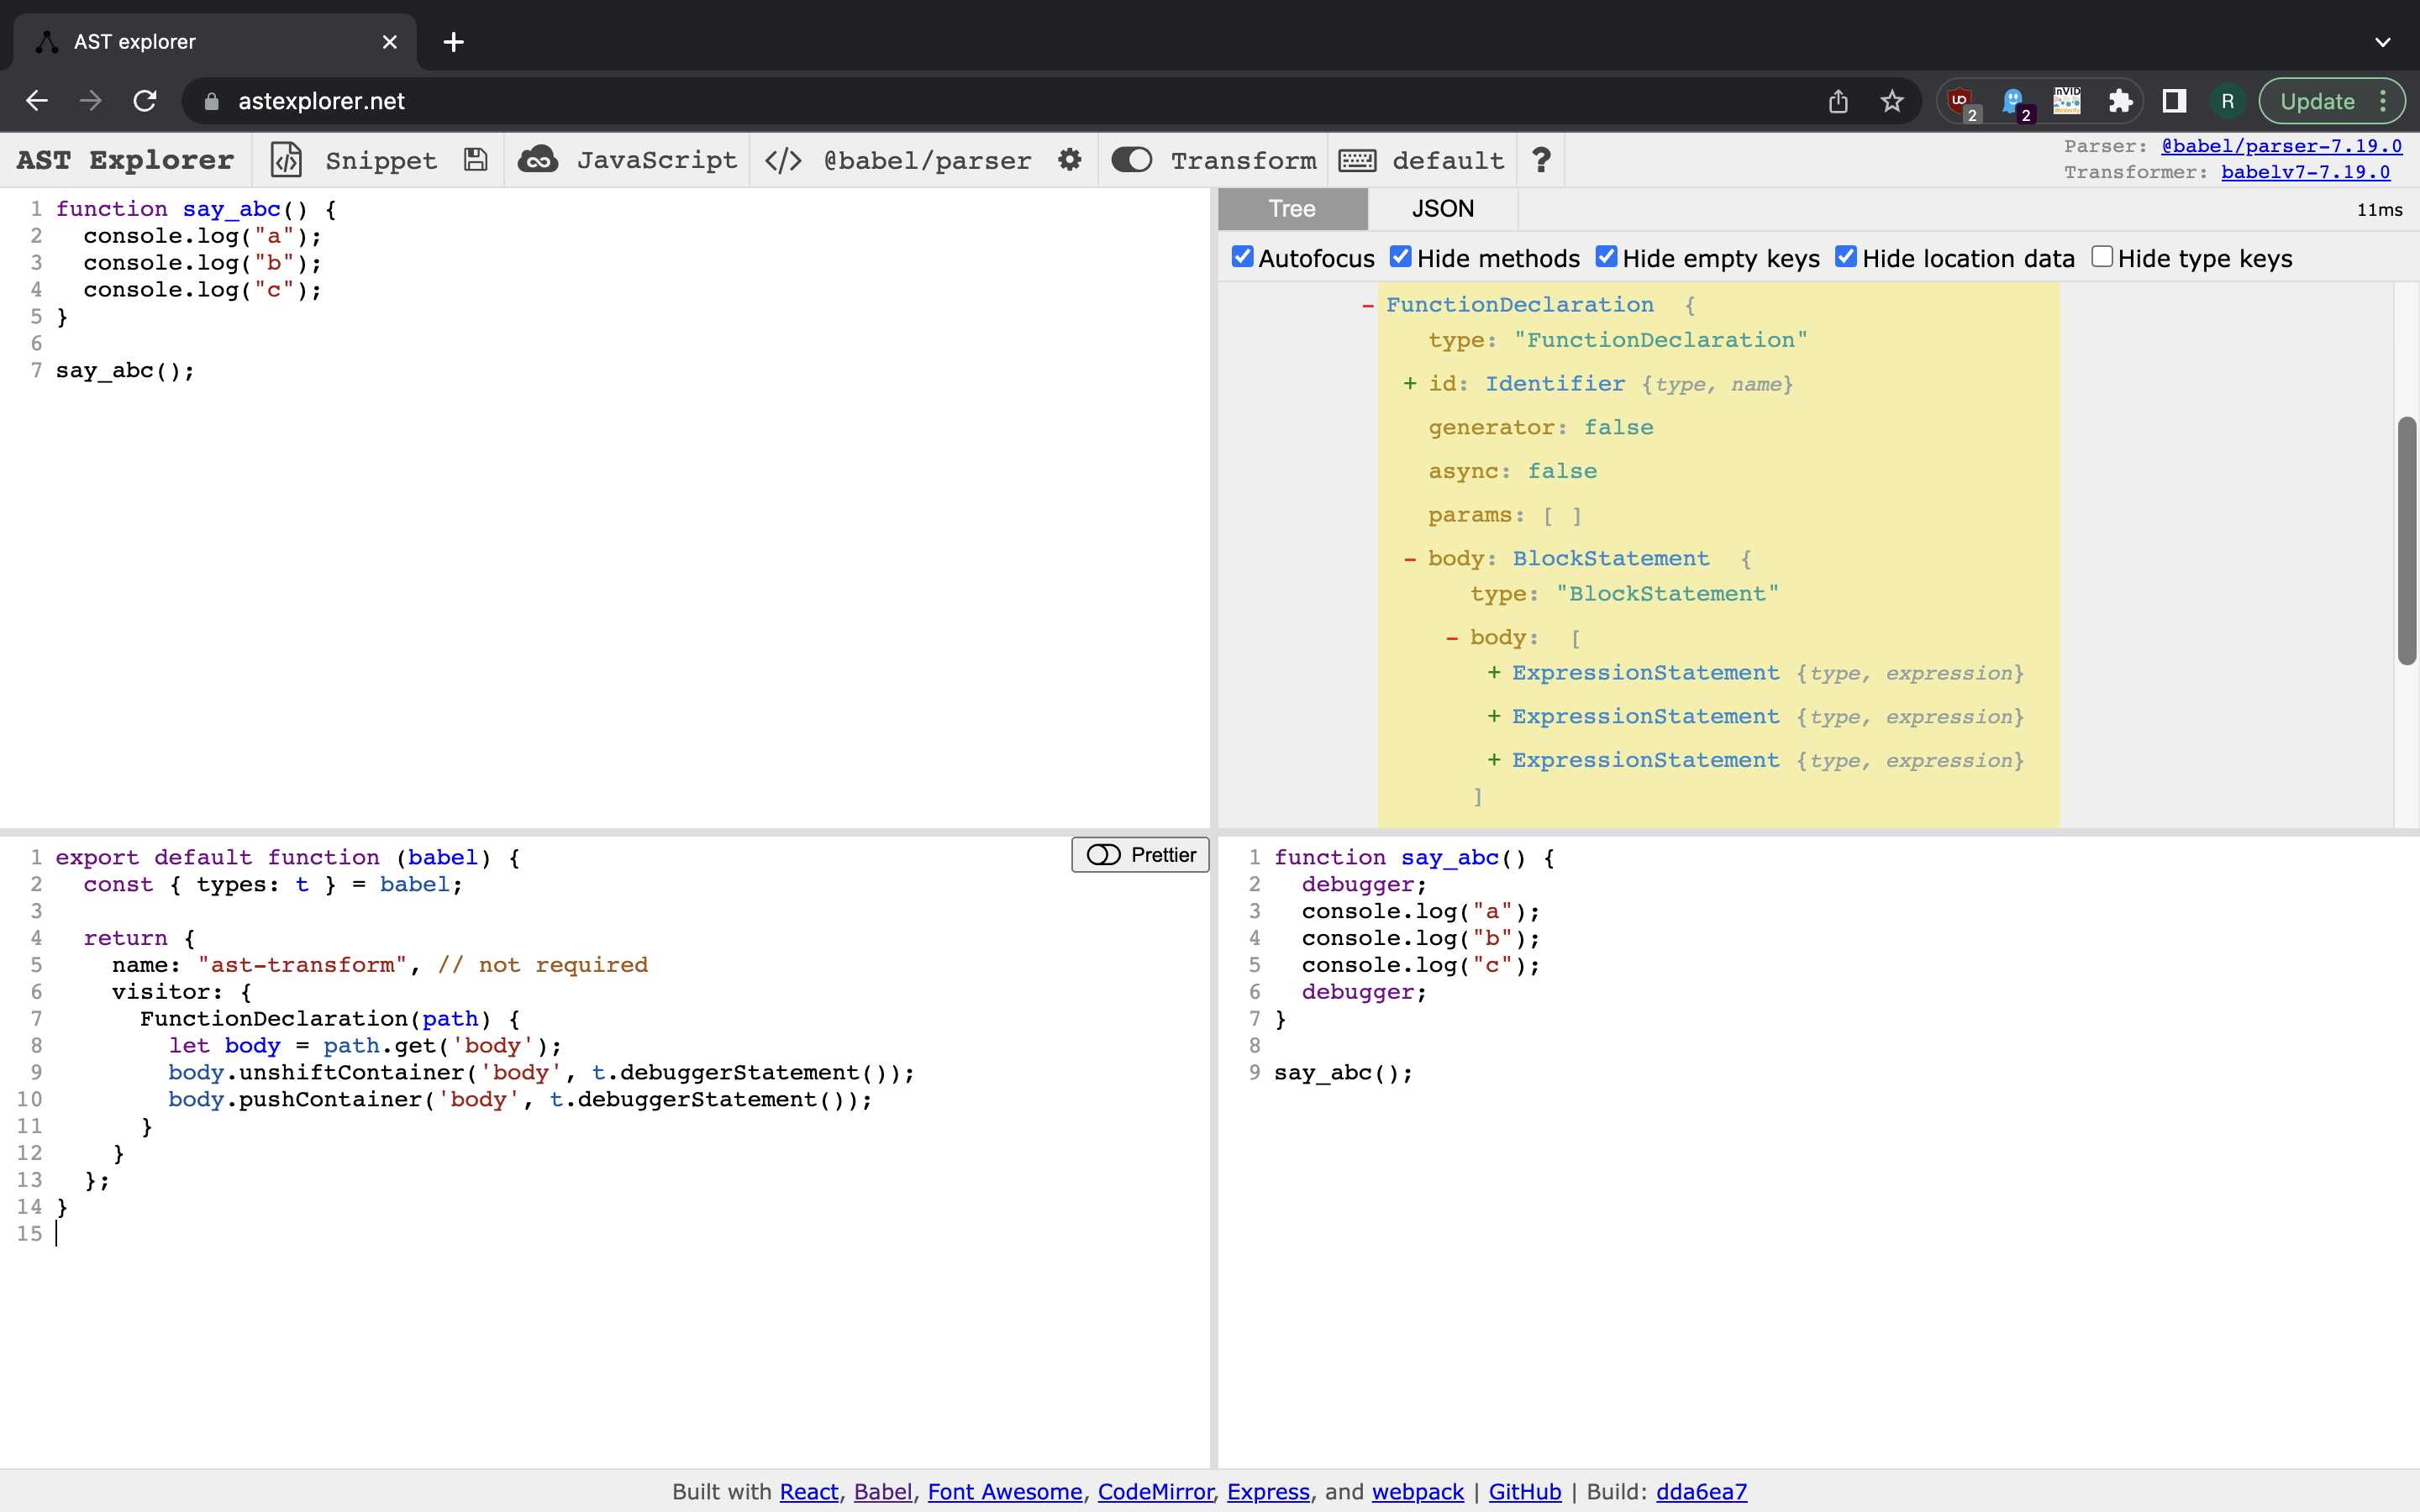 AST explorer
astexplorer.net
2
2
InVID
R
Update
AST Explorer Snippet JavaScript </> @babel/parser Transform default ?
Parser: @babel/parser-7.19.0
Transformer: babelv7-7.19.0
1 function say_abc() {
2 console.log("a");
3 console.log("b");
4 console.log("c");
5 }
6
7 say_abc();
Tree JSON 11ms
Autofocus Hide methods Hide empty keys Hide location data Hide type keys
- FunctionDeclaration {
type: "FunctionDeclaration"
+ id: Identifier {type, name}
generator: false
async: false
params: [ ]
- body: BlockStatement {
type: "BlockStatement"
- body: [
+ ExpressionStatement {type, expression}
+ ExpressionStatement {type, expression}
+ ExpressionStatement {type, expression}
]
Prettier
1 export default function (babel) {
2 const { types: t } = babel;
3
4 return {
5 name: "ast-transform", // not required
6 visitor: {
7 FunctionDeclaration(path) {
8 let body = path.get('body');
9 body.unshiftContainer('body', t.debuggerStatement());
10 body.pushContainer('body', t.debuggerStatement());
11 }
12 }
13 };
14 }
15
1 function say_abc() {
2 debugger;
3 console.log("a");
4 console.log("b");
5 console.log("c");
6 debugger;
7 }
8
9 say_abc();
Built with React, Babel, Font Awesome, CodeMirror, Express, and webpack | GitHub | Build: dda6ea7